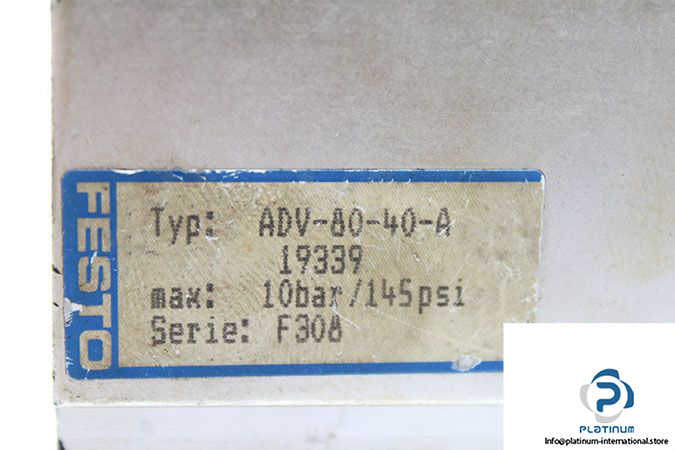 FESTO
Typ: ADV-80-40-A
19339
max: 10bar/145psi
Serie: F308
PLATINUM
Info@platinum-international.store